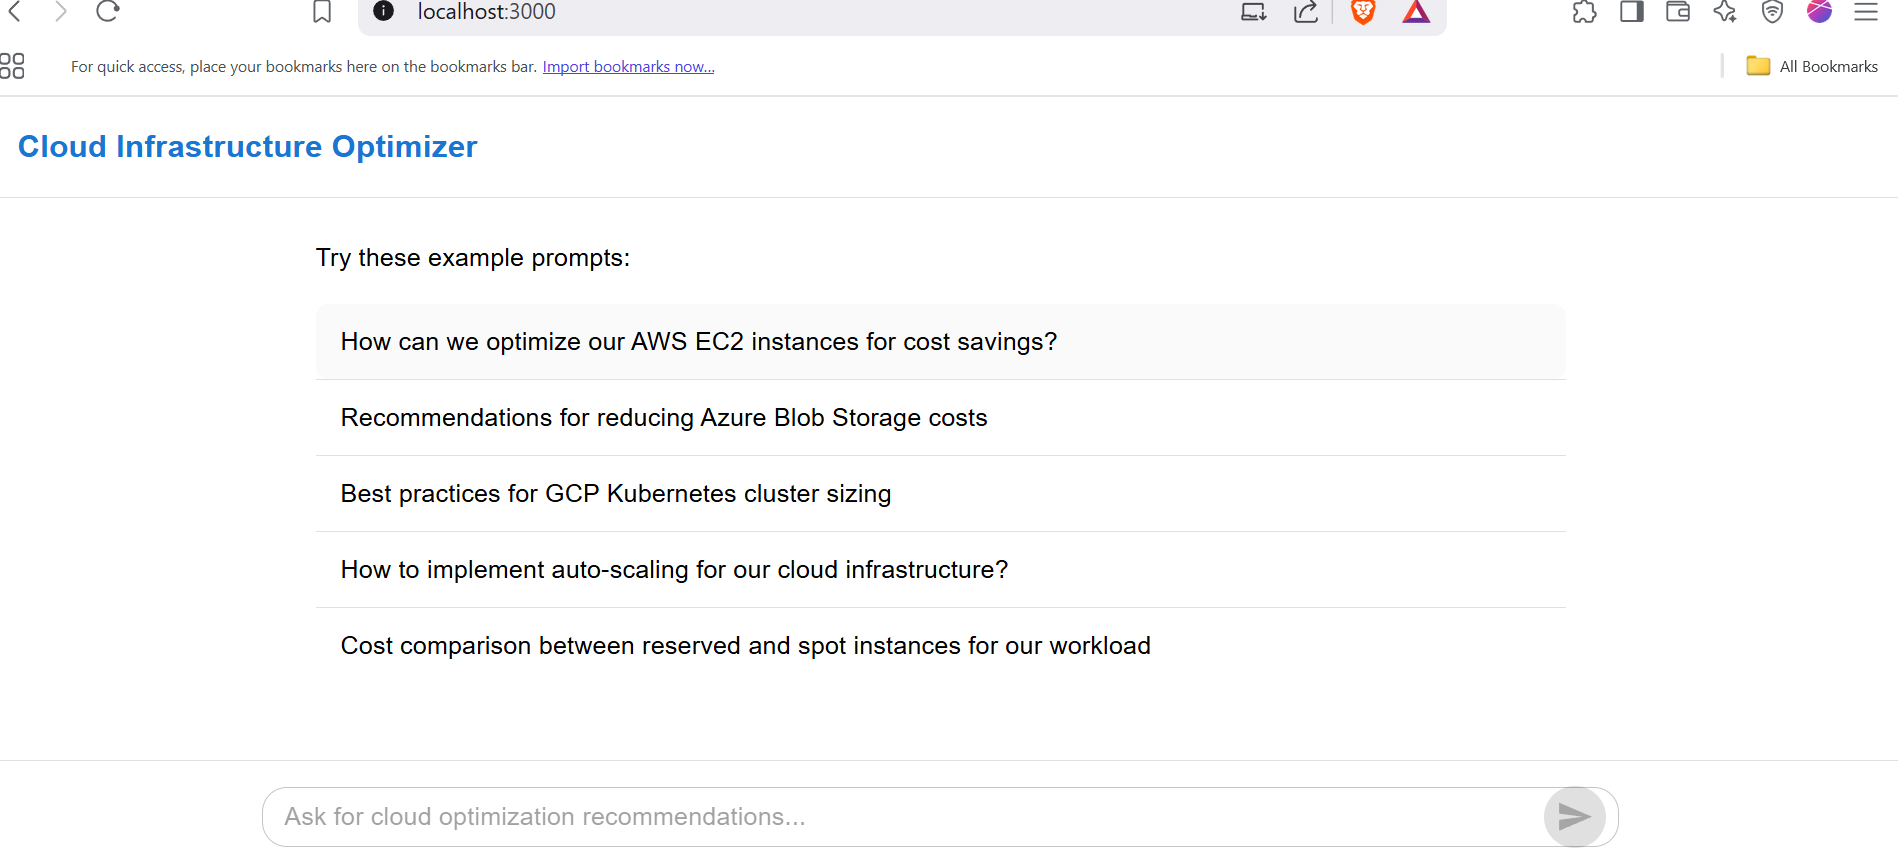 localhost:3000
For quick access, place your bookmarks here on the bookmarks bar. Import bookmarks now...
All Bookmarks
Cloud Infrastructure Optimizer
Try these example prompts:
How can we optimize our AWS EC2 instances for cost savings?
Recommendations for reducing Azure Blob Storage costs
Best practices for GCP Kubernetes cluster sizing
How to implement auto-scaling for our cloud infrastructure?
Cost comparison between reserved and spot instances for our workload
Ask for cloud optimization recommendations...